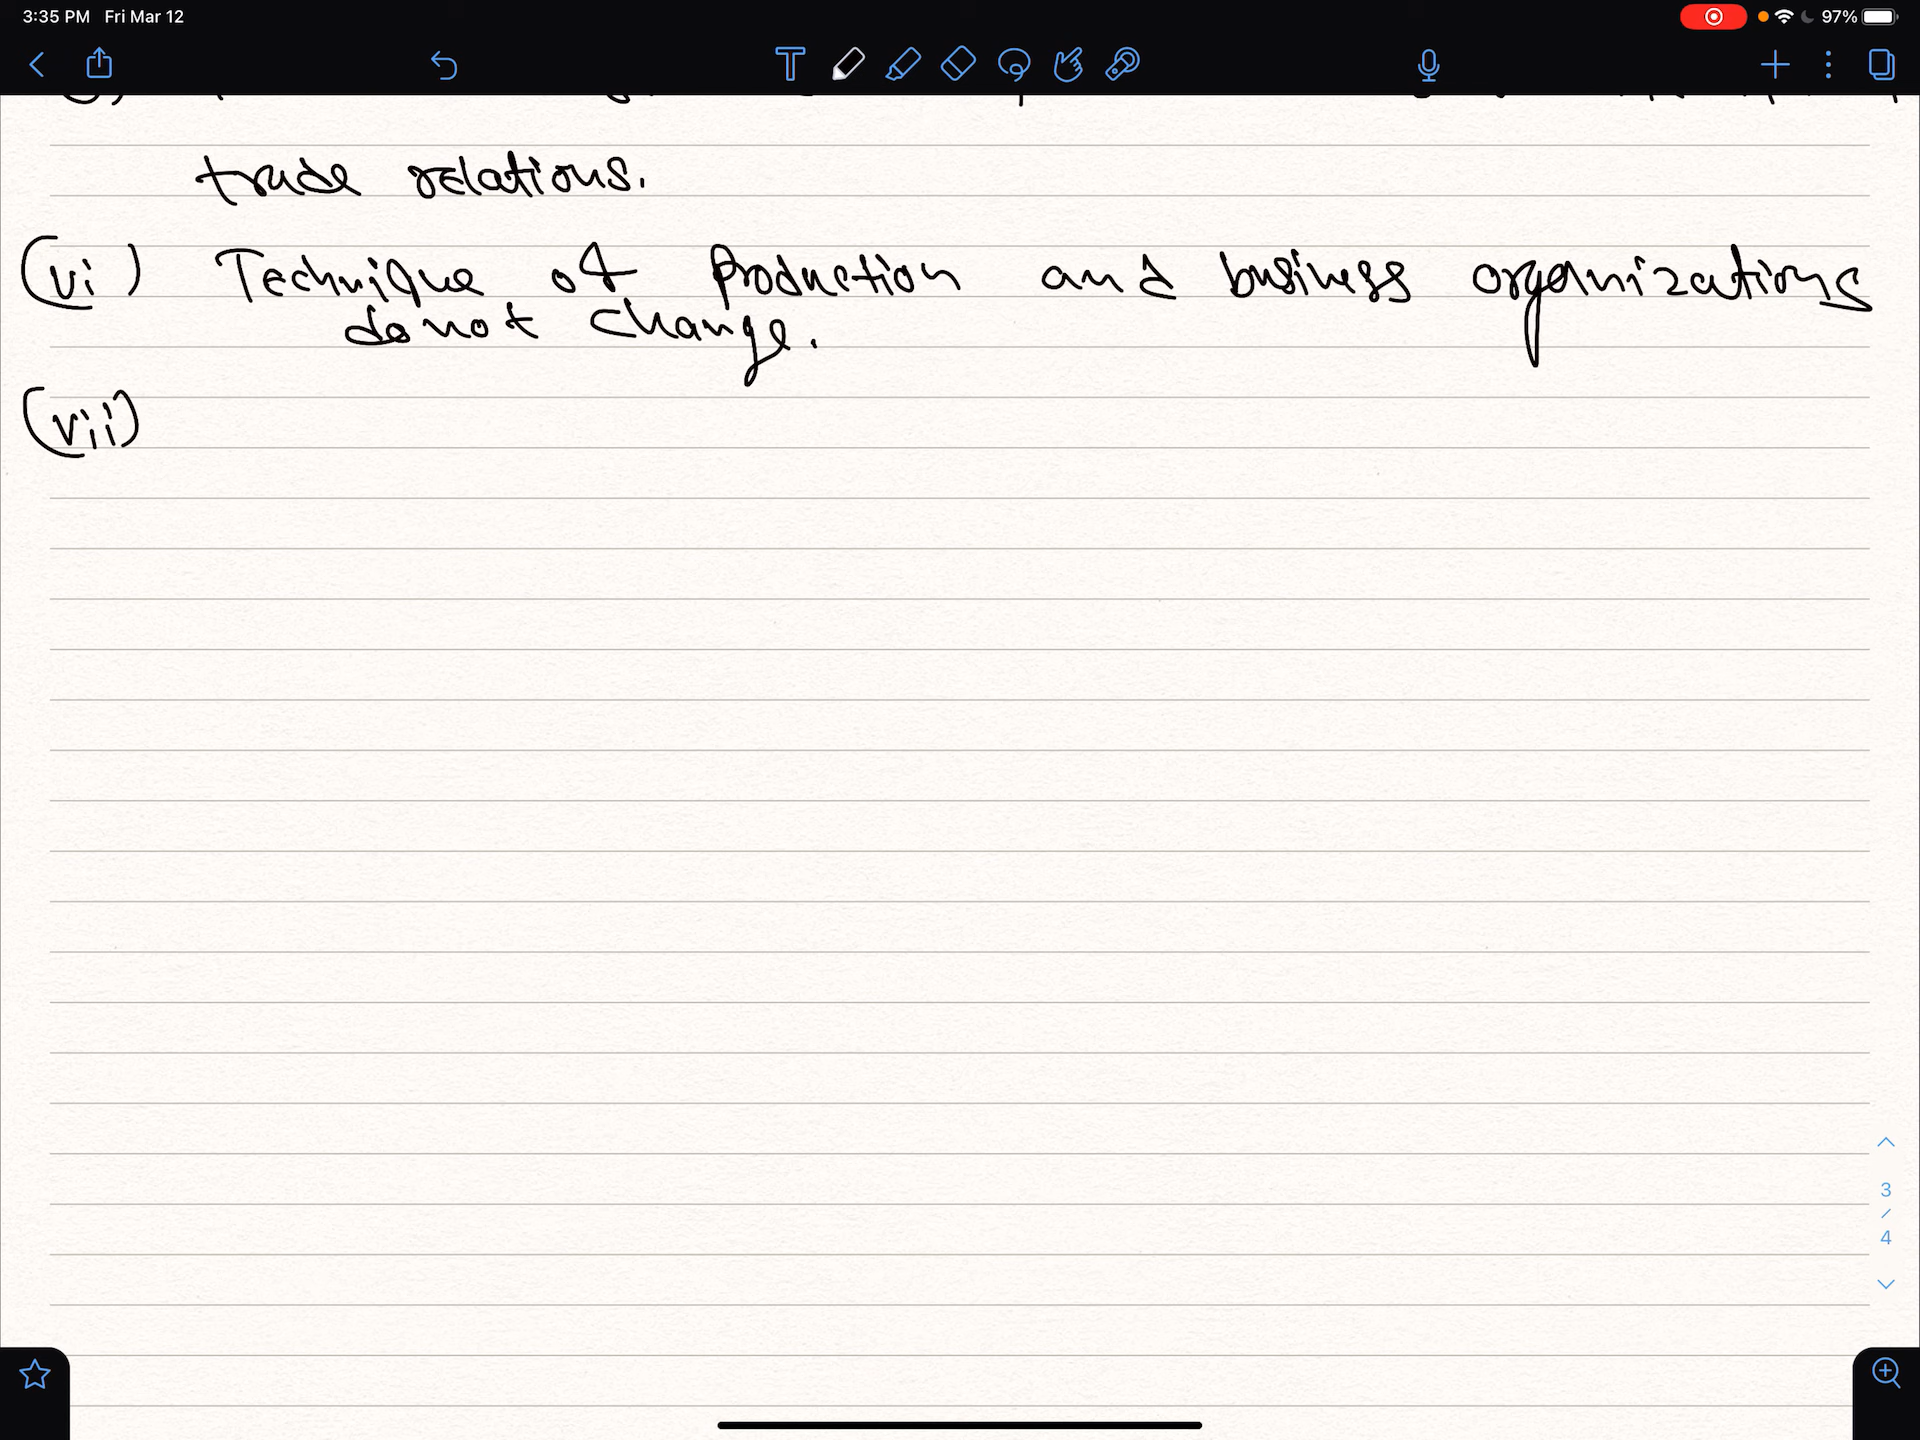 3:35 PM Fri Mar 12
97%
trade relations.
(vi) Technique of Production and business organizations
do not change.
(vii)
3
/
4